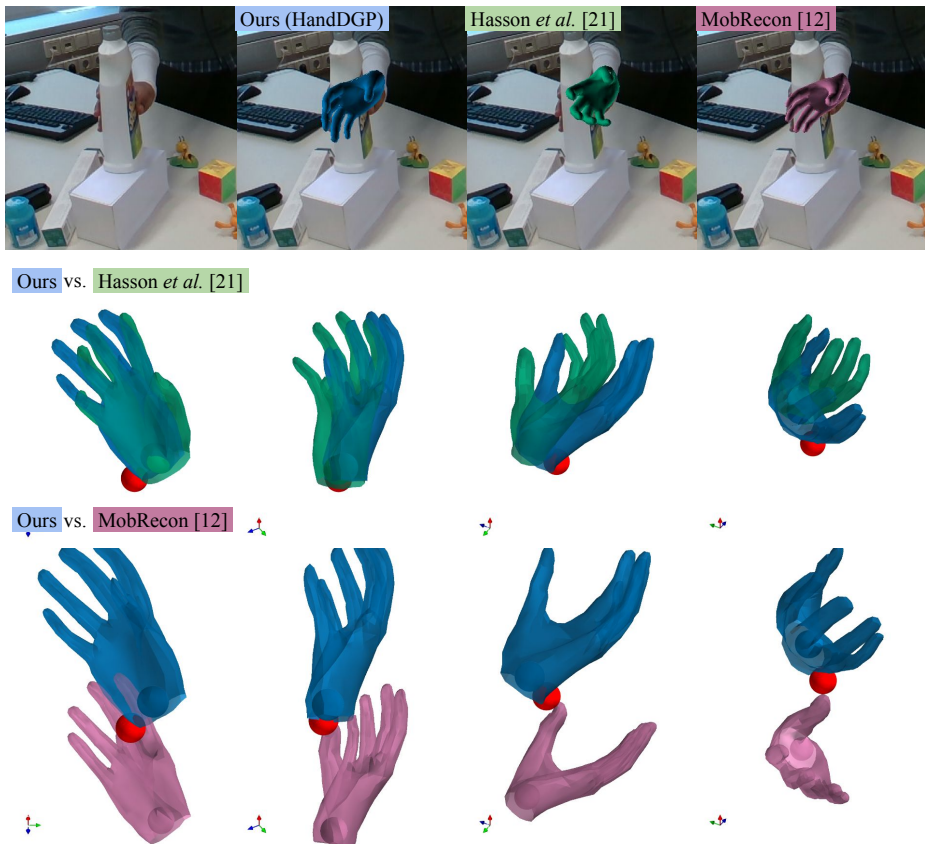 Ours (HandDGP)
Hasson et al. [21]
MobRecon [12]
Ours vs. Hasson et al. [21]
Ours vs. MobRecon [12]